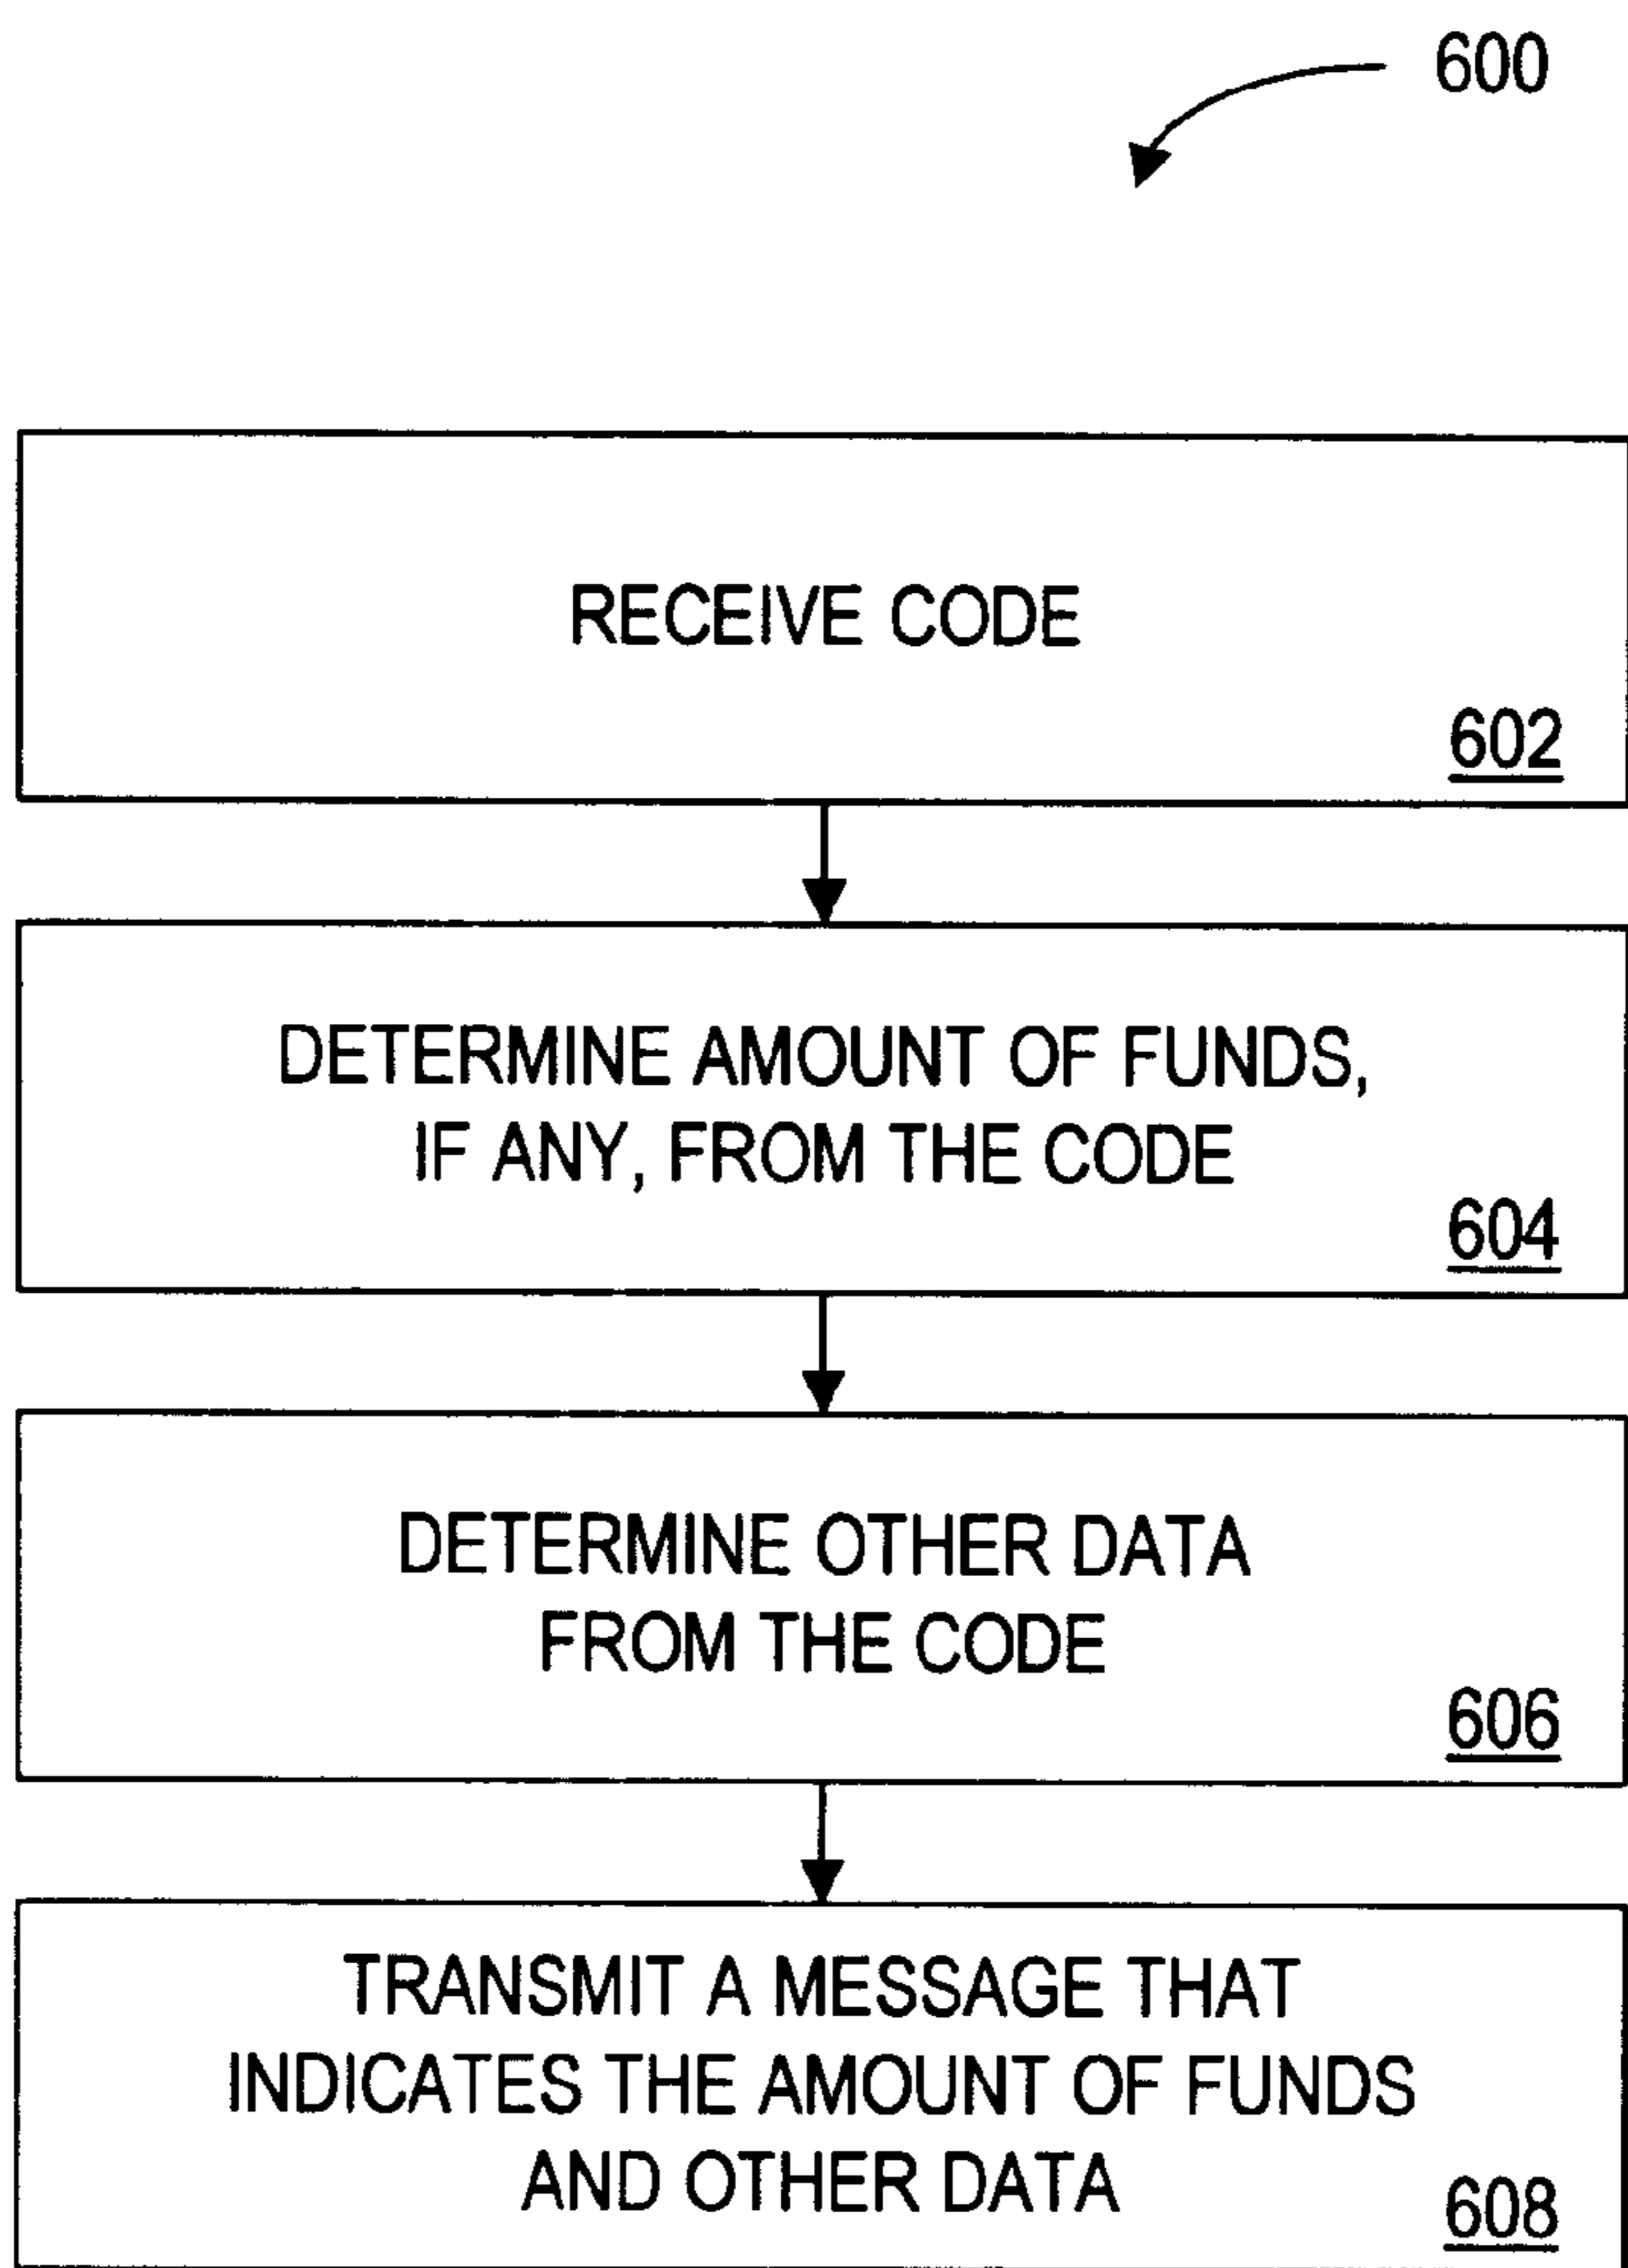 600
RECEIVE CODE
602
DETERMINE AMOUNT OF FUNDS,
IF ANY, FROM THE CODE
604
DETERMINE OTHER DATA
FROM THE CODE
606
TRANSMIT A MESSAGE THAT
INDICATES THE AMOUNT OF FUNDS
AND OTHER DATA
608